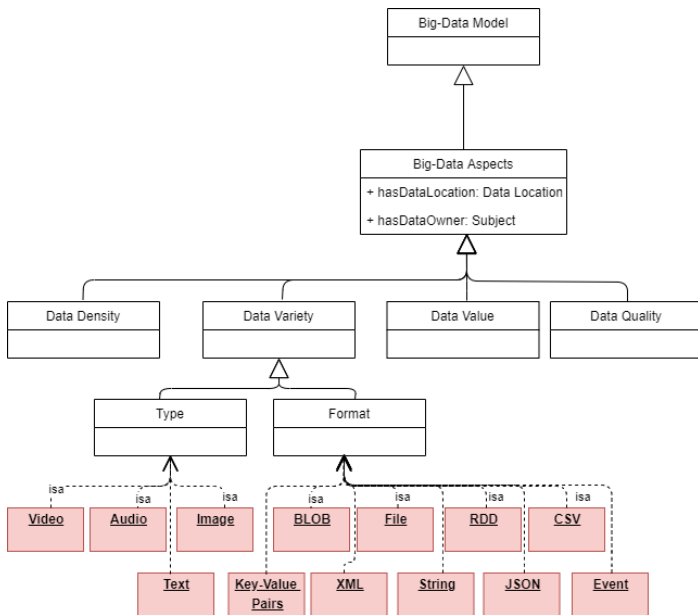 Big-Data Model
Big-Data Aspects
+ hasDataLocation: Data Location
+ hasDataOwner: Subject
Data Density
Data Variety
Data Value
Data Quality
Type
Format
isa
isa
isa
isa
isa
isa
isa
Video
Audio
Image
BLOB
File
RDD
CSV
Text
Key-Value
Pairs
XML
String
JSON
Event